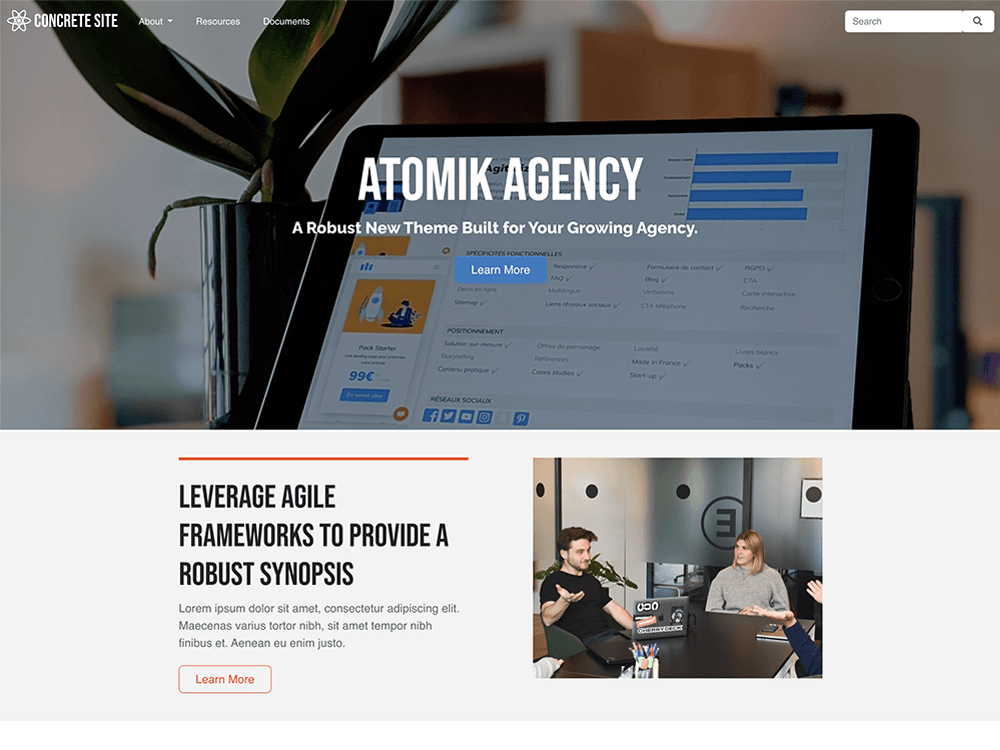 CONCRETE SITE
About
Resources
Documents
Search
ATOMIK AGENCY
A Robust New Theme Built for Your Growing Agency.
Learn More
SPÉCIFICITÉS FONCTIONNELLES
Responsive
Formulaire de contact
RGPD
FAQ
Blog
CTA
Devis en ligne
Multilingue
Verbatims
Carte interactive
Sitemap
Liens réseaux sociaux
CTA téléphone
Recherche
POSITIONNEMENT
Solution sur-mesure
Offres de parrainage
Localité
Livres blancs
Storytelling
Références
Made in France
Packs
Contenu pratique
Cases studies
Start-up
RÉSEAUX SOCIAUX
Pack Starter
99€
En savoir plus
LEVERAGE AGILE
FRAMEWORKS TO PROVIDE A
ROBUST SYNOPSIS
Lorem ipsum dolor sit amet, consectetur adipiscing elit.
Maecenas varius tortor nibh, sit amet tempor nibh
finibus et. Aenean eu enim justo.
Learn More
CHERRYDECK